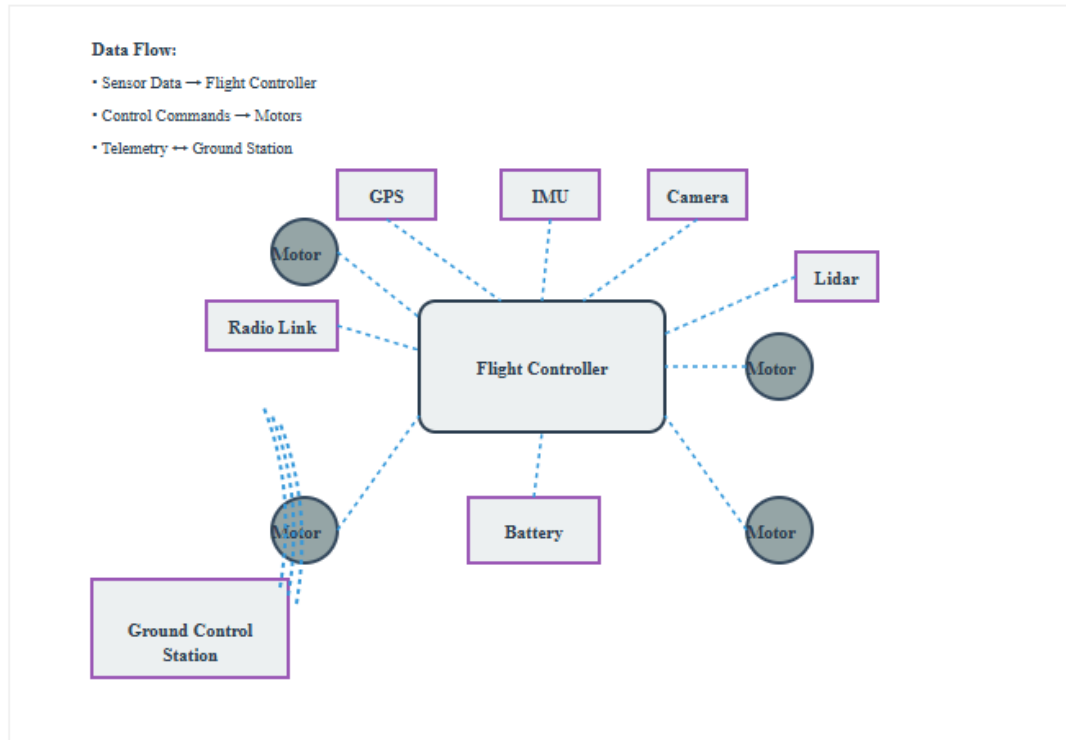 Data Flow:
• Sensor Data → Flight Controller
• Control Commands → Motors
• Telemetry ↔ Ground Station
GPS
IMU
Camera
Motor
Lidar
Radio Link
Flight Controller
Motor
Motor
Battery
Motor
Ground Control
Station